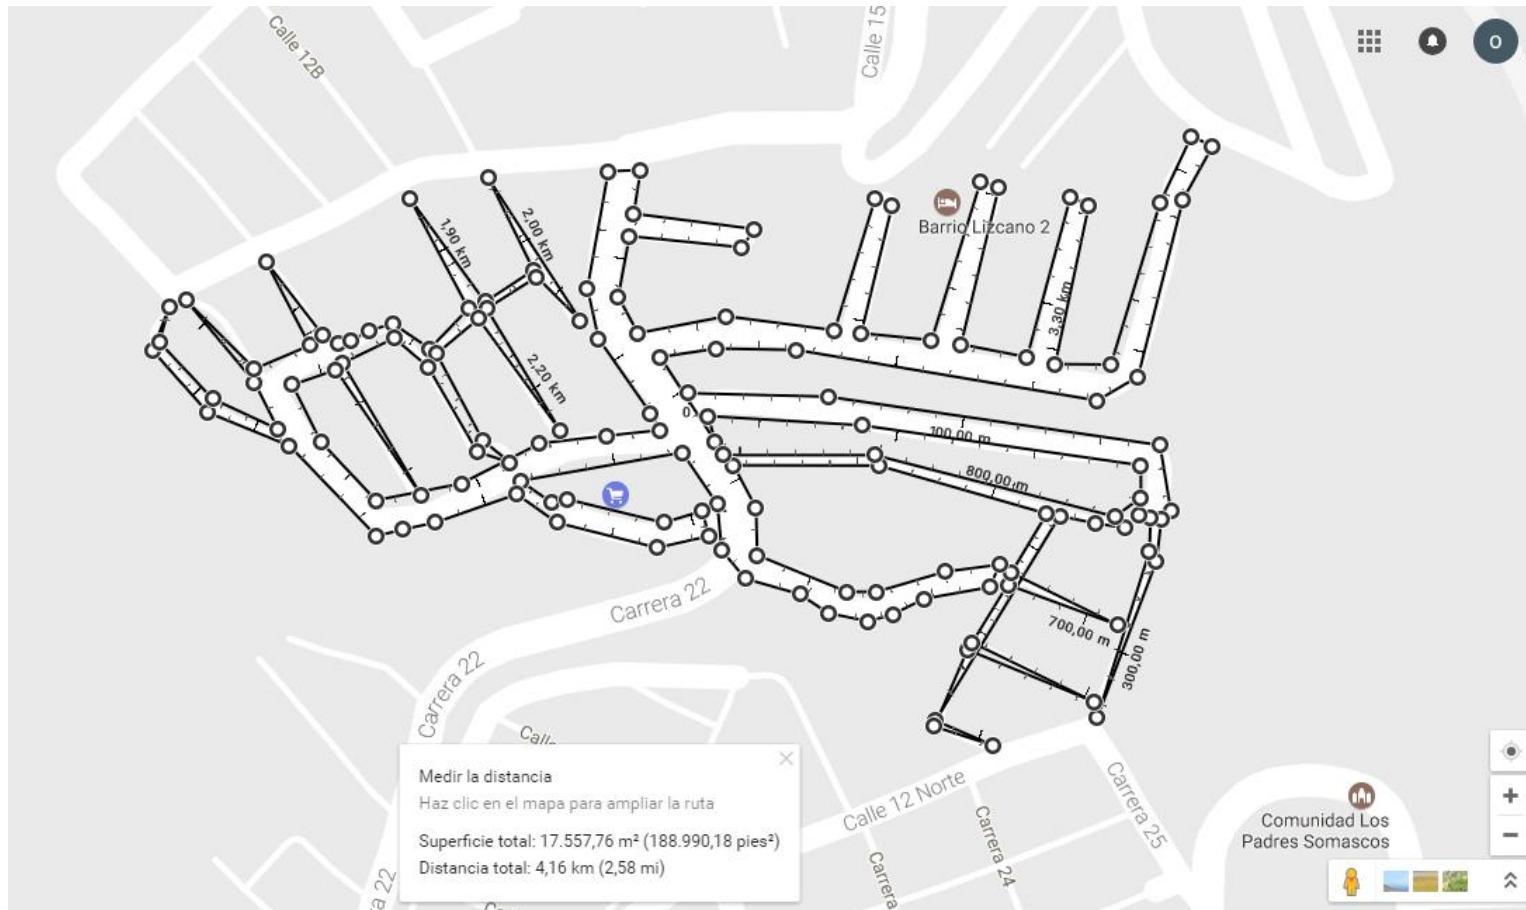 Calle 12B
Calle 15
O
1,90 km
2,00 km
Barrio Lizcano 2
3,30 km
2,20 km
0
100,00 m
800,00 m
Carrera 22
700,00 m
300,00 m
Carrera 22
Calle
Medir la distancia
Haz clic en el mapa para ampliar la ruta
Superficie total: 17.557,76 m² (188.990,18 pies²)
Distancia total: 4,16 km (2,58 mi)
Calle 12 Norte
Carrera 24
Carrera 25
Comunidad Los
Padres Somascos
Carrera